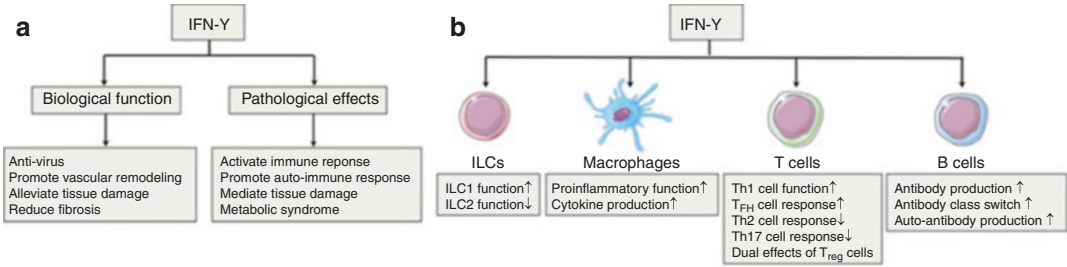 a
IFN-Y
Biological function
Pathological effects
Anti-virus
Promote vascular remodeling
Alleviate tissue damage
Reduce fibrosis
Activate immune reponse
Promote auto-immune response
Mediate tissue damage
Metabolic syndrome
b
IFN-Y
ILCs
Macrophages
T cells
B cells
ILC1 function↑
ILC2 function↓
Proinflammatory function↑
Cytokine production↑
Th1 cell function↑
TFH cell response↑
Th2 cell response↓
Th17 cell response↓
Dual effects of Treg cells
Antibody production ↑
Antibody class switch ↑
Auto-antibody production ↑